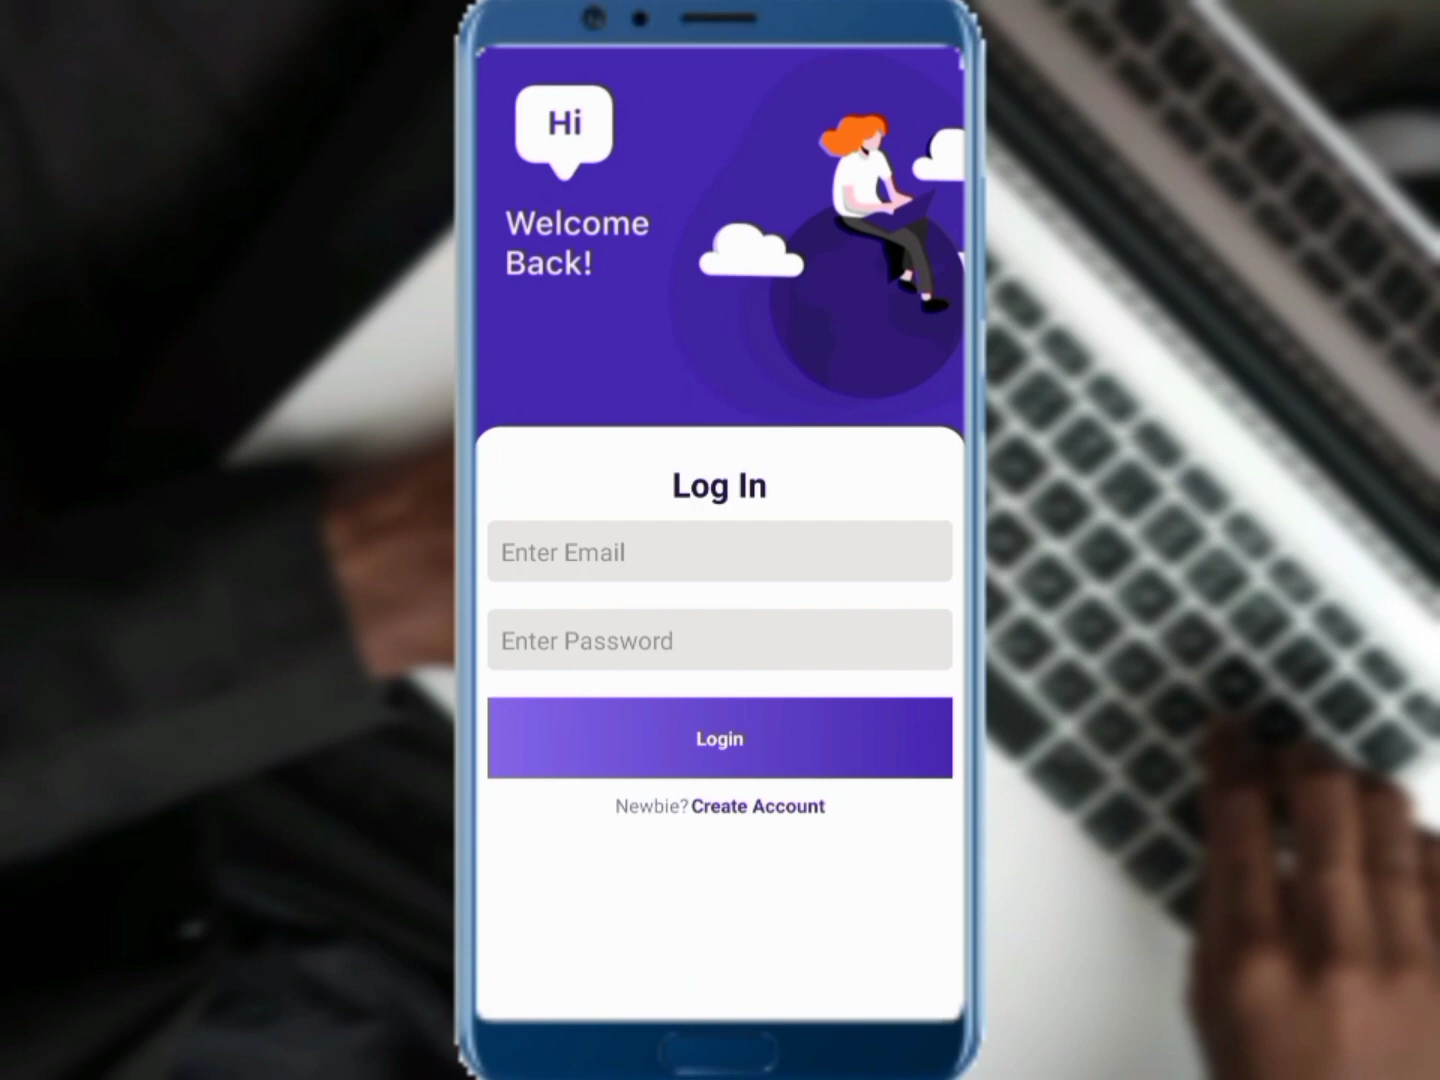 Hi
Welcome
Back!
Log In
Enter Email
Enter Password
Login
Newbie? Create Account